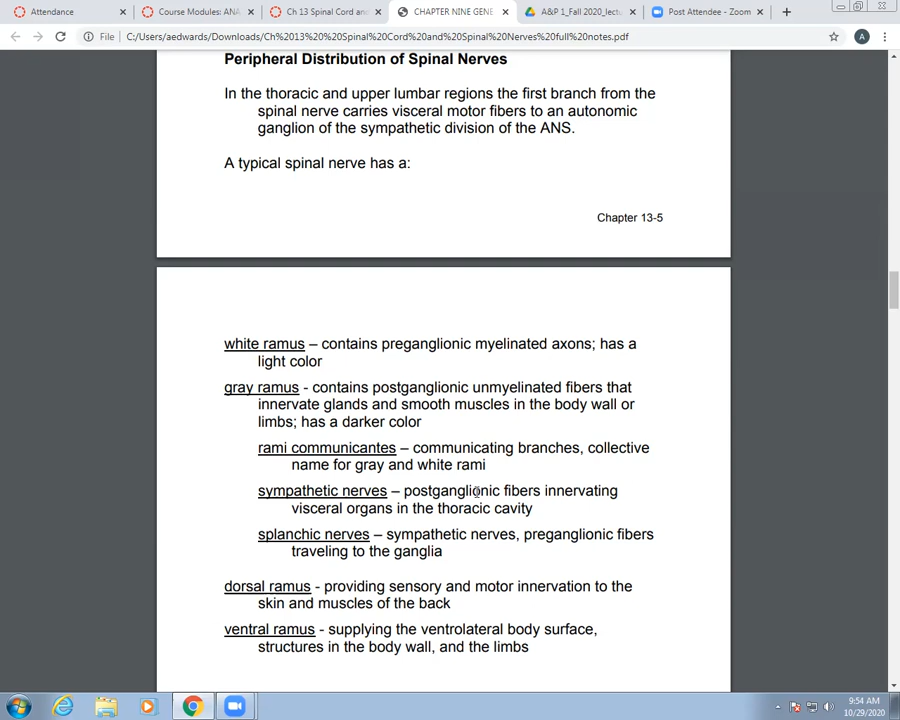 Attendance
Course Modules: ANA
Ch 13 Spinal Cord and
CHAPTER NINE GENE
A&P 1_Fall 2020_lectu
Post Attendee - Zoom
File
C:/Users/aedwards/Downloads/Ch%2013%20%20Spinal%20Cord%20and%20Spinal%20Nerves%20full%20notes.pdf
A
Peripheral Distribution of Spinal Nerves
In the thoracic and upper lumbar regions the first branch from the
spinal nerve carries visceral motor fibers to an autonomic
ganglion of the sympathetic division of the ANS.
A typical spinal nerve has a:
Chapter 13-5
white ramus – contains preganglionic myelinated axons; has a
light color
gray ramus - contains postganglionic unmyelinated fibers that
innervate glands and smooth muscles in the body wall or
limbs; has a darker color
rami communicantes – communicating branches, collective
name for gray and white rami
sympathetic nerves – postganglionic fibers innervating
visceral organs in the thoracic cavity
splanchic nerves – sympathetic nerves, preganglionic fibers
traveling to the ganglia
dorsal ramus - providing sensory and motor innervation to the
skin and muscles of the back
ventral ramus - supplying the ventrolateral body surface,
structures in the body wall, and the limbs
9:54 AM
10/29/2020